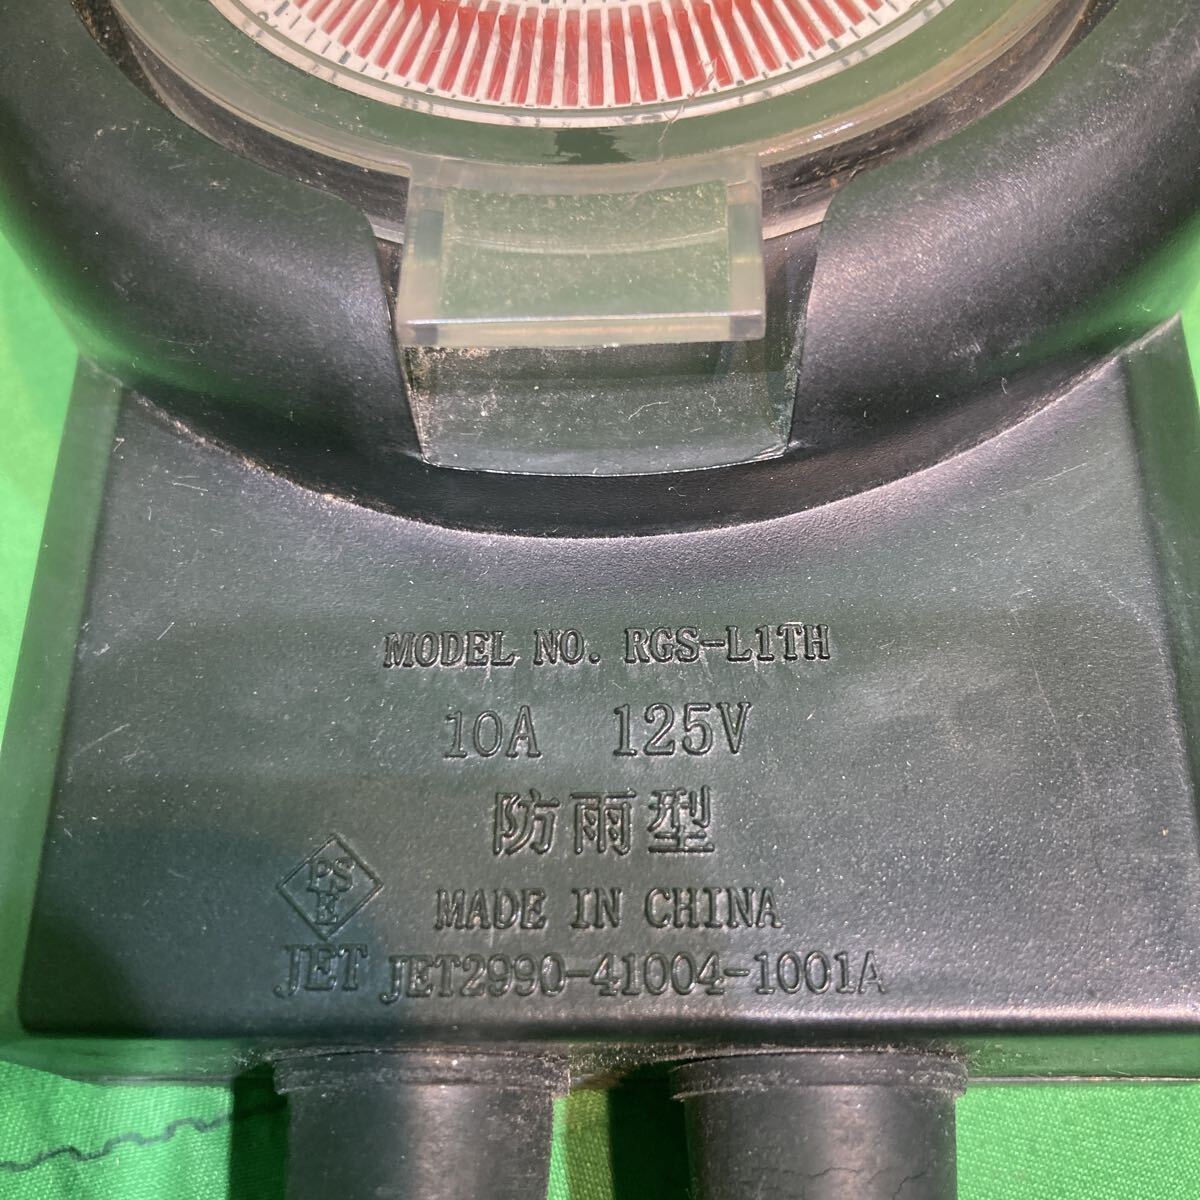 MODEL NO. RGS-L1TH
10A 125V
防雨型
PS
E
MADE IN CHINA
JET JET2990-41004-1001A